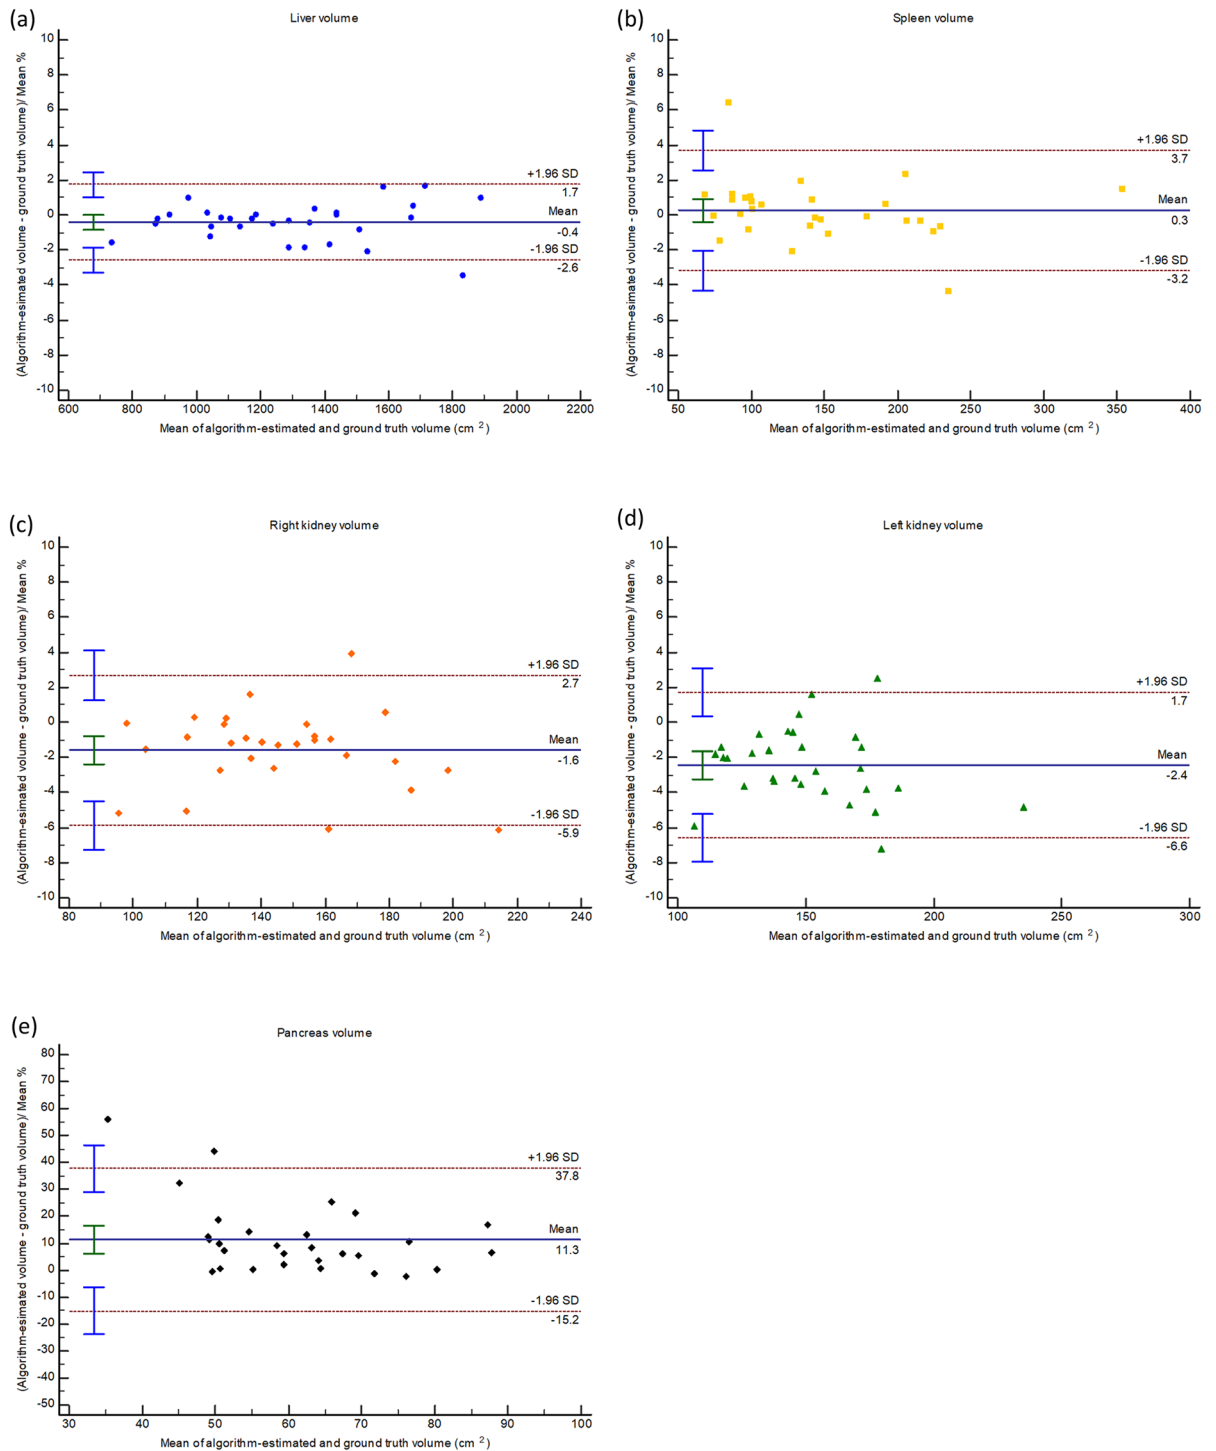 (a)
Liver volume
(Algorithm-esimated volume - ground truth volume)/ Mean %
10
8
6
4
2
0
-2
-4
-6
-8
-10
+1.96 SD
1.7
Mean
-0.4
-1.96 SD
-2.6
600 800 1000 1200 1400 1600 1800 2000 2200
Mean of algorithm-estimated and ground truth volume (cm 2)
(b)
Spleen volume
(Algorithm-esimated volume - ground truth volume)/ Mean %
10
8
6
4
2
0
-2
-4
-6
-8
-10
+1.96 SD
3.7
Mean
0.3
-1.96 SD
-3.2
50 100 150 200 250 300 350 400
Mean of algorithm-estimated and ground truth volume (cm 2)
(c)
Right kidney volume
(Algorithm-esimated volume - ground truth volume)/ Mean %
10
8
6
4
2
0
-2
-4
-6
-8
-10
+1.96 SD
2.7
Mean
-1.6
-1.96 SD
-5.9
80 100 120 140 160 180 200 220 240
Mean of algorithm-estimated and ground truth volume (cm 2)
(d)
Left kidney volume
(Algorithm-esimated volume - ground truth volume)/ Mean %
10
8
6
4
2
0
-2
-4
-6
-8
-10
+1.96 SD
1.7
Mean
-2.4
-1.96 SD
-6.6
100 150 200 250 300
Mean of algorithm-estimated and ground truth volume (cm 2)
(e)
Pancreas volume
(Algorithm-esimated volume - ground truth volume)/ Mean %
80
70
60
50
40
30
20
10
0
-10
-20
-30
-40
-50
+1.96 SD
37.8
Mean
11.3
-1.96 SD
-15.2
30 40 50 60 70 80 90 100
Mean of algorithm-estimated and ground truth volume (cm 2)